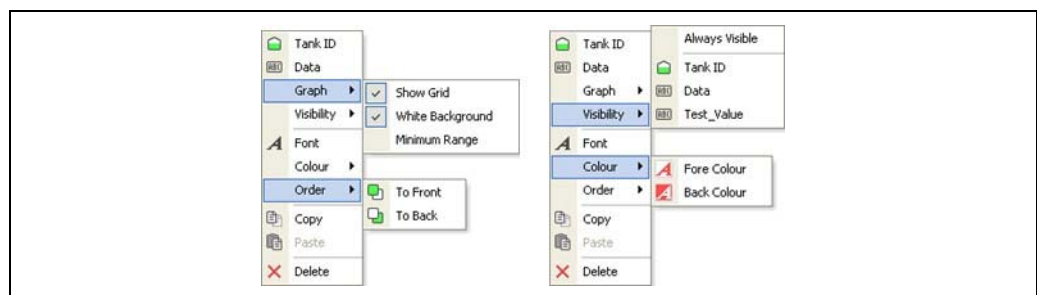 Tank ID
Data
Graph
Visibility
Font
Colour
Order
Copy
Paste
Delete
Show Grid
White Background
Minimum Range
To Front
To Back
Tank ID
Data
Graph
Visibility
Font
Colour
Order
Copy
Paste
Delete
Always Visible
Tank ID
Data
Test_Value
Fore Colour
Back Colour